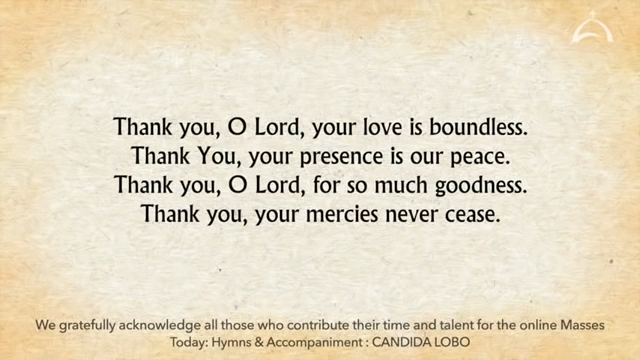 Thank you, O Lord, your love is boundless.
Thank You, your presence is our peace.
Thank you, O Lord, for so much goodness.
Thank you, your mercies never cease.
We gratefully acknowledge all those who contribute their time and talent for the online Masses
Today: Hymns & Accompaniment : CANDIDA LOBO